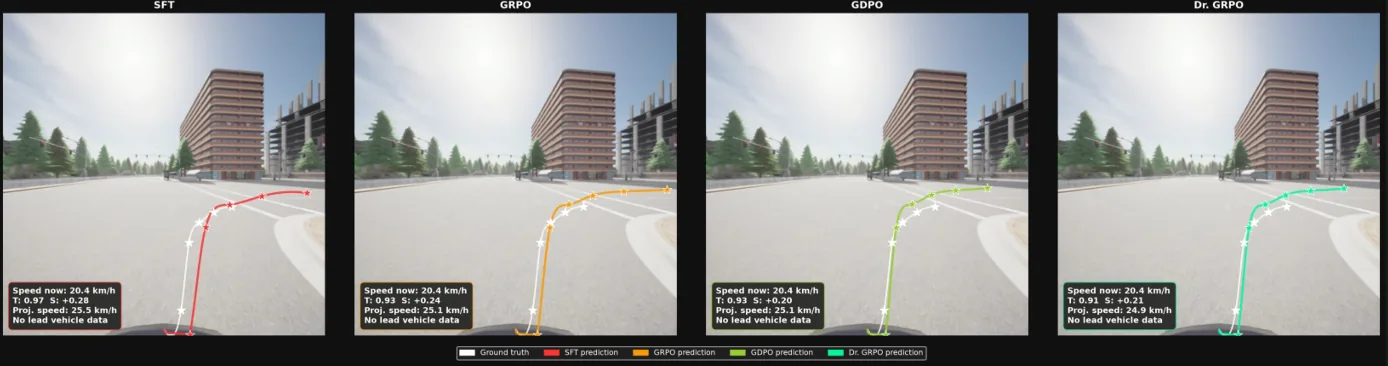 SFT
Speed now: 20.4 km/h
T: 0.97 S: +0.28
Proj. speed: 25.5 km/h
No lead vehicle data
GRPO
Speed now: 20.4 km/h
T: 0.93 S: +0.24
Proj. speed: 25.1 km/h
No lead vehicle data
GDPO
Speed now: 20.4 km/h
T: 0.93 S: +0.20
Proj. speed: 25.1 km/h
No lead vehicle data
Dr. GRPO
Speed now: 20.4 km/h
T: 0.91 S: +0.21
Proj. speed: 24.9 km/h
No lead vehicle data
Ground truth
SFT prediction
GRPO prediction
GDPO prediction
Dr. GRPO prediction